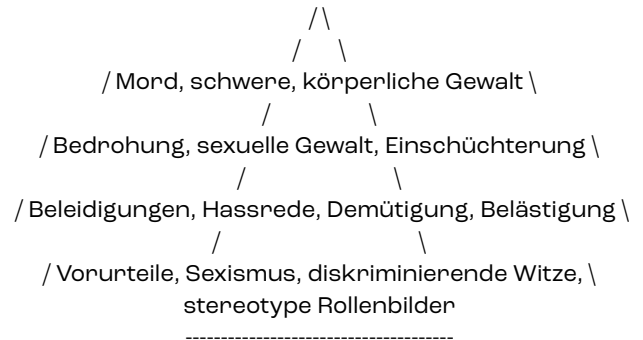 /\
/ \
/ Mord, schwere, körperliche Gewalt \
/ \
/ Bedrohung, sexuelle Gewalt, Einschüchterung \
/ \
/ Beleidigungen, Hassrede, Demütigung, Belästigung \
/ \
/ Vorurteile, Sexismus, diskriminierende Witze, \
stereotype Rollenbilder
--------------------------------------